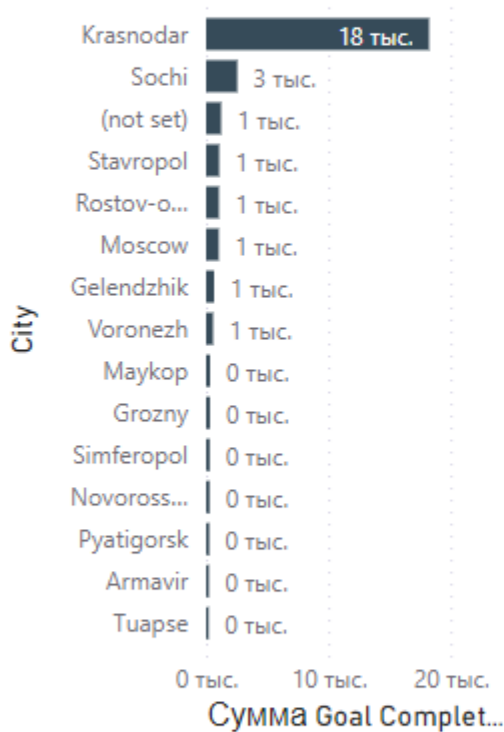 Krasnodar 18 тыс.
Sochi 3 тыс.
(not set) 1 тыс.
Stavropol 1 тыс.
Rostov-o... 1 тыс.
Moscow 1 тыс.
Gelendzhik 1 тыс.
Voronezh 1 тыс.
Maykop 0 тыс.
Grozny 0 тыс.
Simferopol 0 тыс.
Novoross... 0 тыс.
Pyatigorsk 0 тыс.
Armavir 0 тыс.
Tuapse 0 тыс.
City
0 тыс. 10 тыс. 20 тыс.
Сумма Goal Complet...